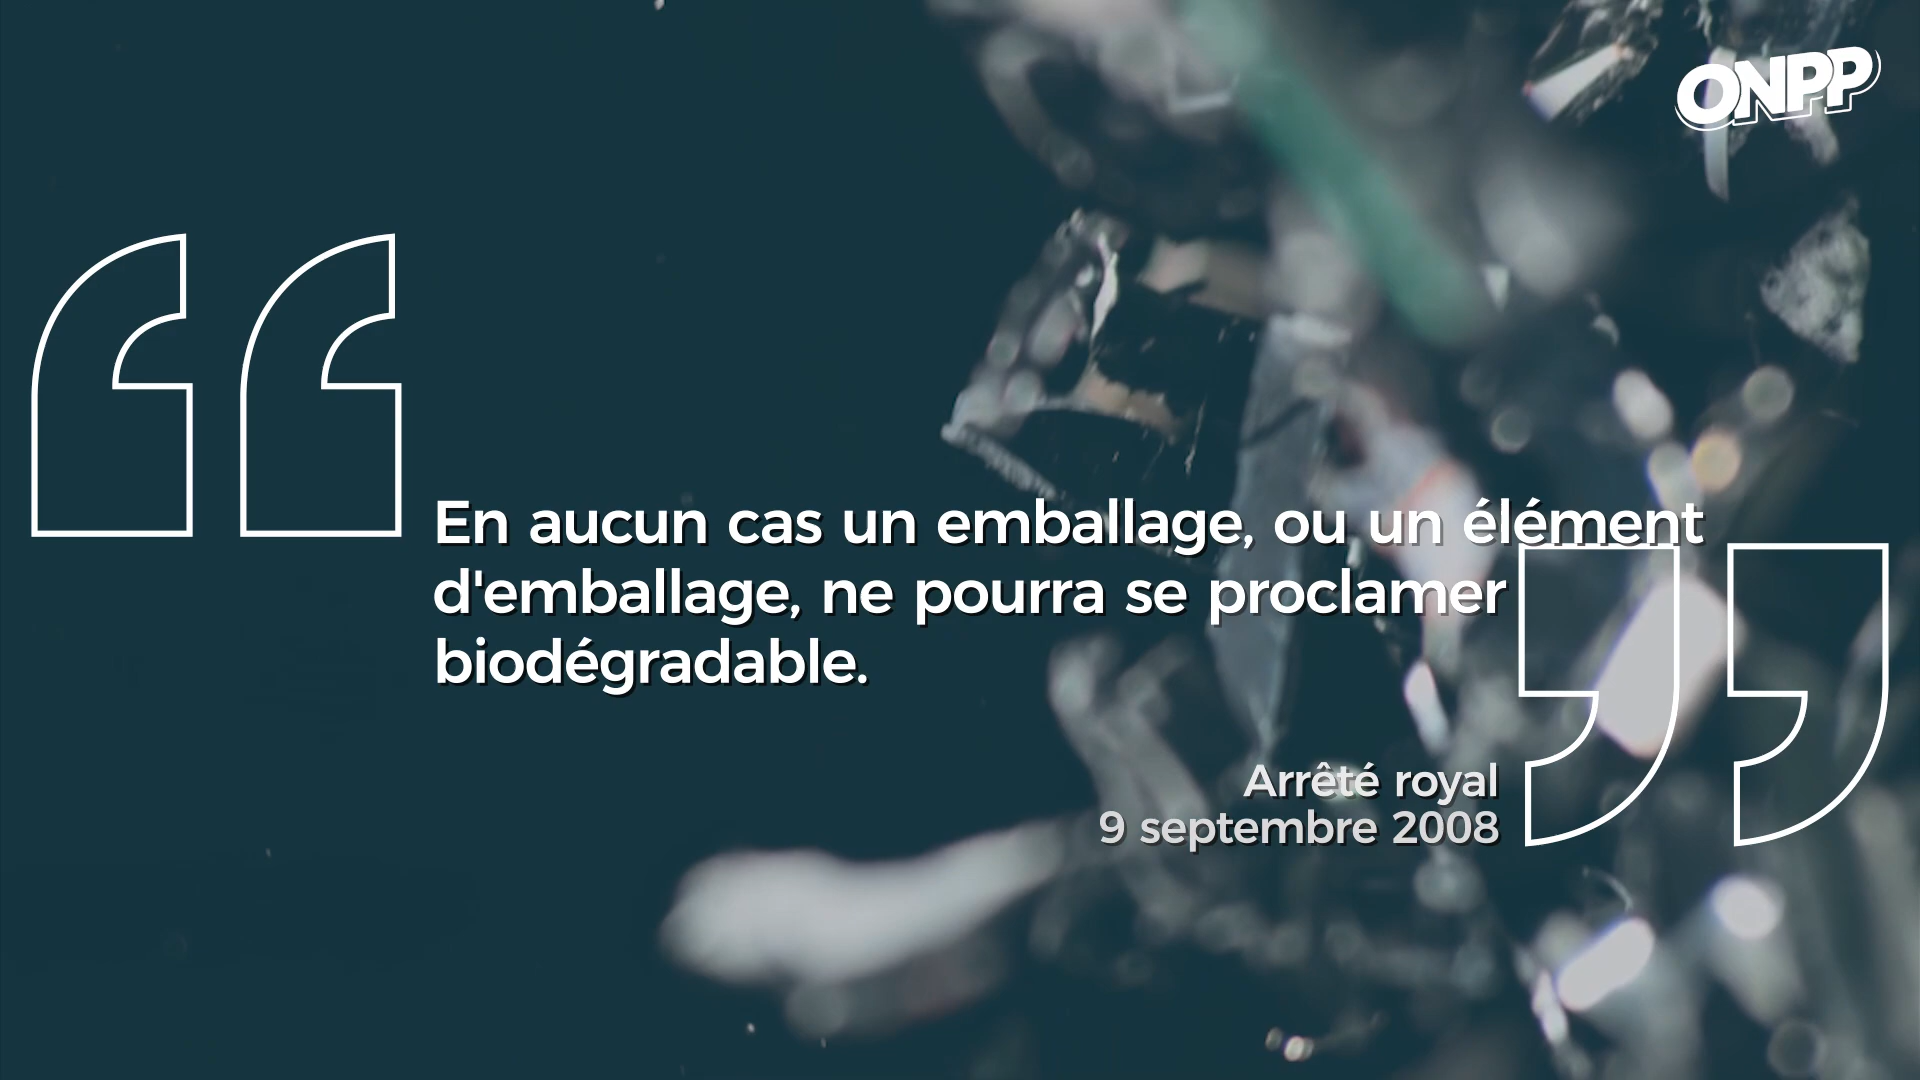 ONPP
En aucun cas un emballage, ou un élément
d'emballage, ne pourra se proclamer
biodégradable.
Arrêté royal
9 septembre 2008